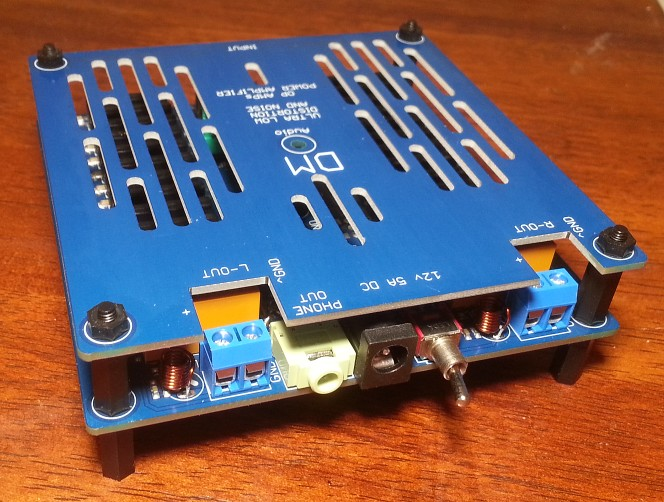 INPUT
OP AMPs
POWER AMPLIFIER
ULTRA LOW
DISTORTION
AND NOISE
Audio
DM
L-OUT
GND
+
PHONE
OUT
12v 5A DC
R-OUT
GND
+
GND